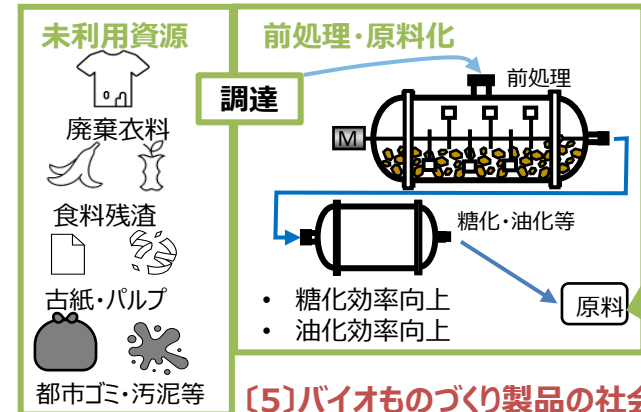 未利用資源
廃棄衣料
食料残渣
古紙・パルプ
都市ゴミ・汚泥等
調達
前処理・原料化
前処理
M
糖化・油化等
• 糖化効率向上
• 油化効率向上
原料
〔5〕バイオものづくり製品の社会